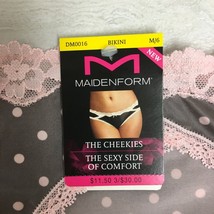 DM0016 BIKINI M/6
NEW
M
MAIDENFORM®
THE CHEEKIES
THE SEXY SIDE
OF COMFORT
$11.50 3/$30.00